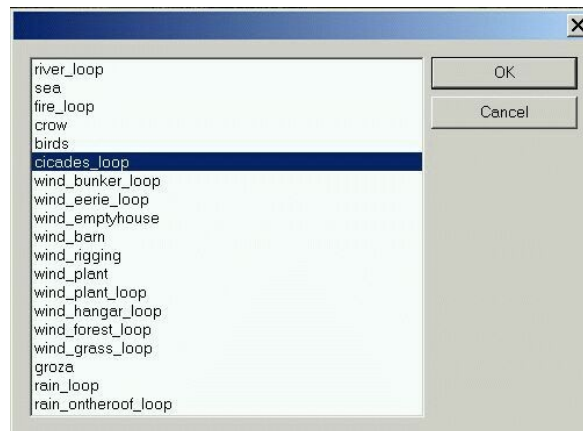 river_loop
sea
fire_loop
crow
birds
cicades_loop
wind_bunker_loop
wind_eerie_loop
wind_emptyhouse
wind_barn
wind_rigging
wind_plant
wind_plant_loop
wind_hangar_loop
wind_forest_loop
wind_grass_loop
groza
rain_loop
rain_ontheroof_loop
OK
Cancel